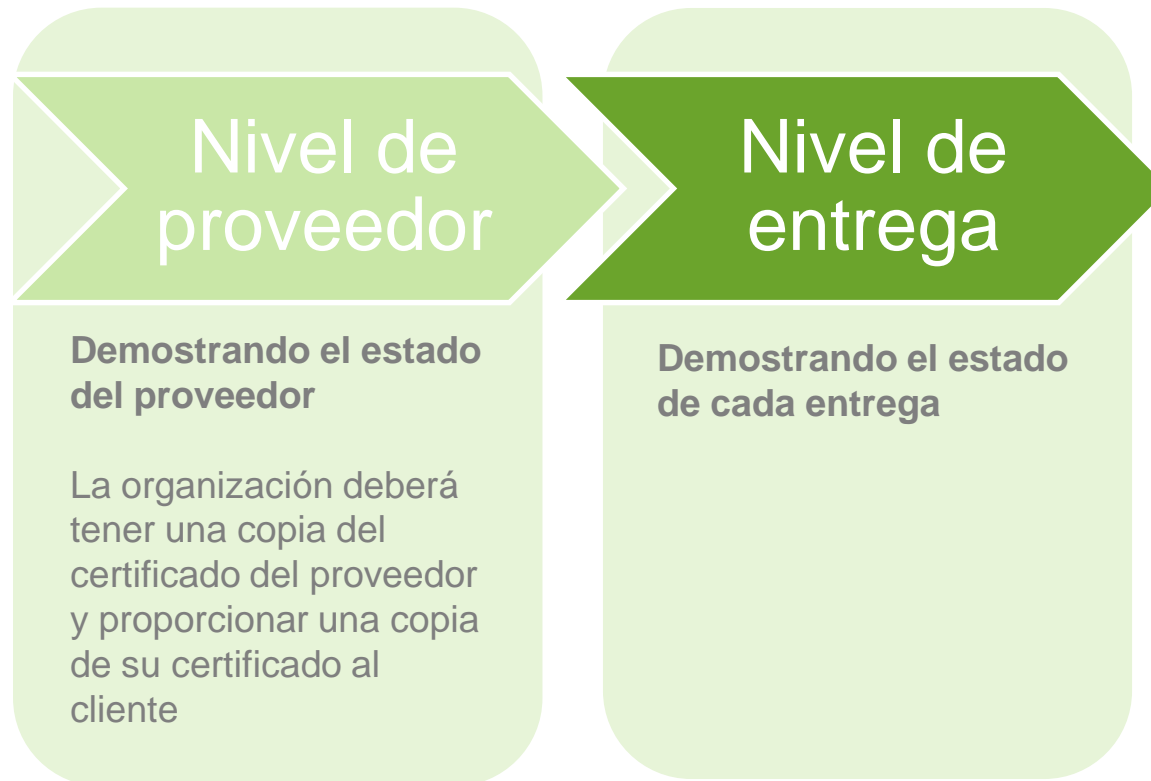 Nivel de
proveedor
Demostrando el estado
del proveedor
La organización deberá
tener una copia del
certificado del proveedor
y proporcionar una copia
de su certificado al
cliente
Nivel de
entrega
Demostrando el estado
de cada entrega